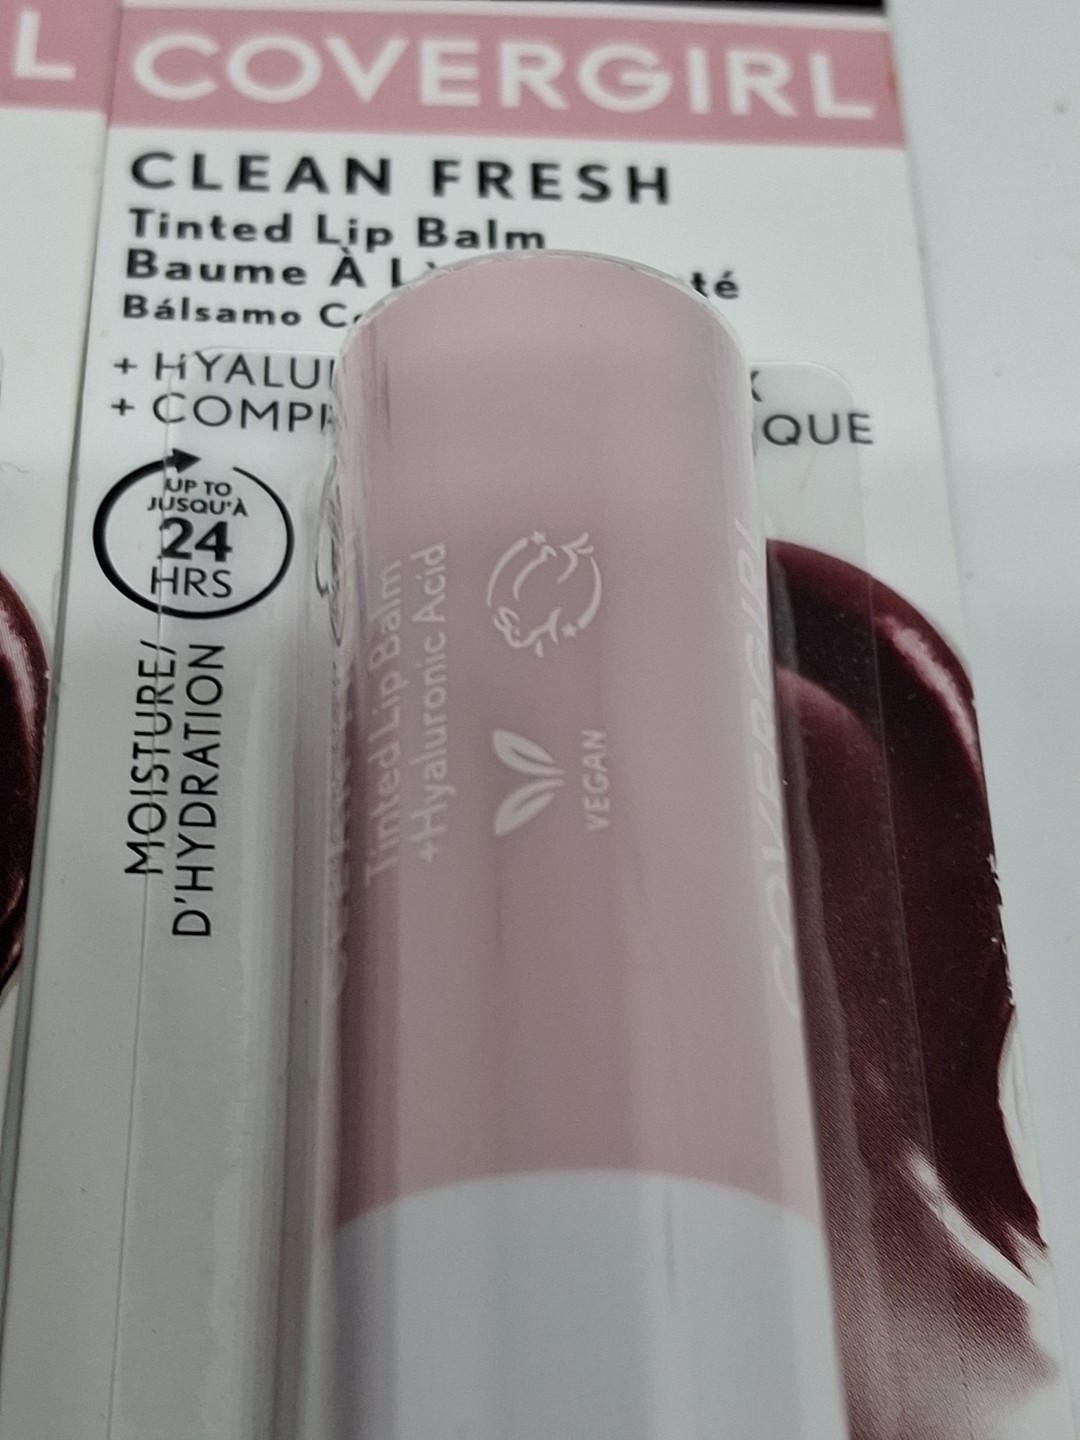 L
COVERGIRL
CLEAN FRESH
Tinted Lip Balm
Baume À L
té
Bálsamo
+ HYALU
+ COMP
QUE
UP TO
JUSQU'À
24
HRS
MOISTURE/
D'HYDRATION
Tinted Lip Balm
+Hyaluronic Acid
VEGAN
COVERGIRL